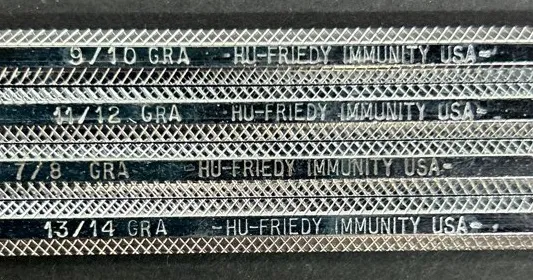 9/10 GRA -HU-FRIEDY IMMUNITY USA-
11/12 GRA HU-FRIEDY IMMUNITY USA-
7/8 GRA -HU-FRIEDY IMMUNITY USA-
13/14 GRA -HU-FRIEDY IMMUNITY USA-